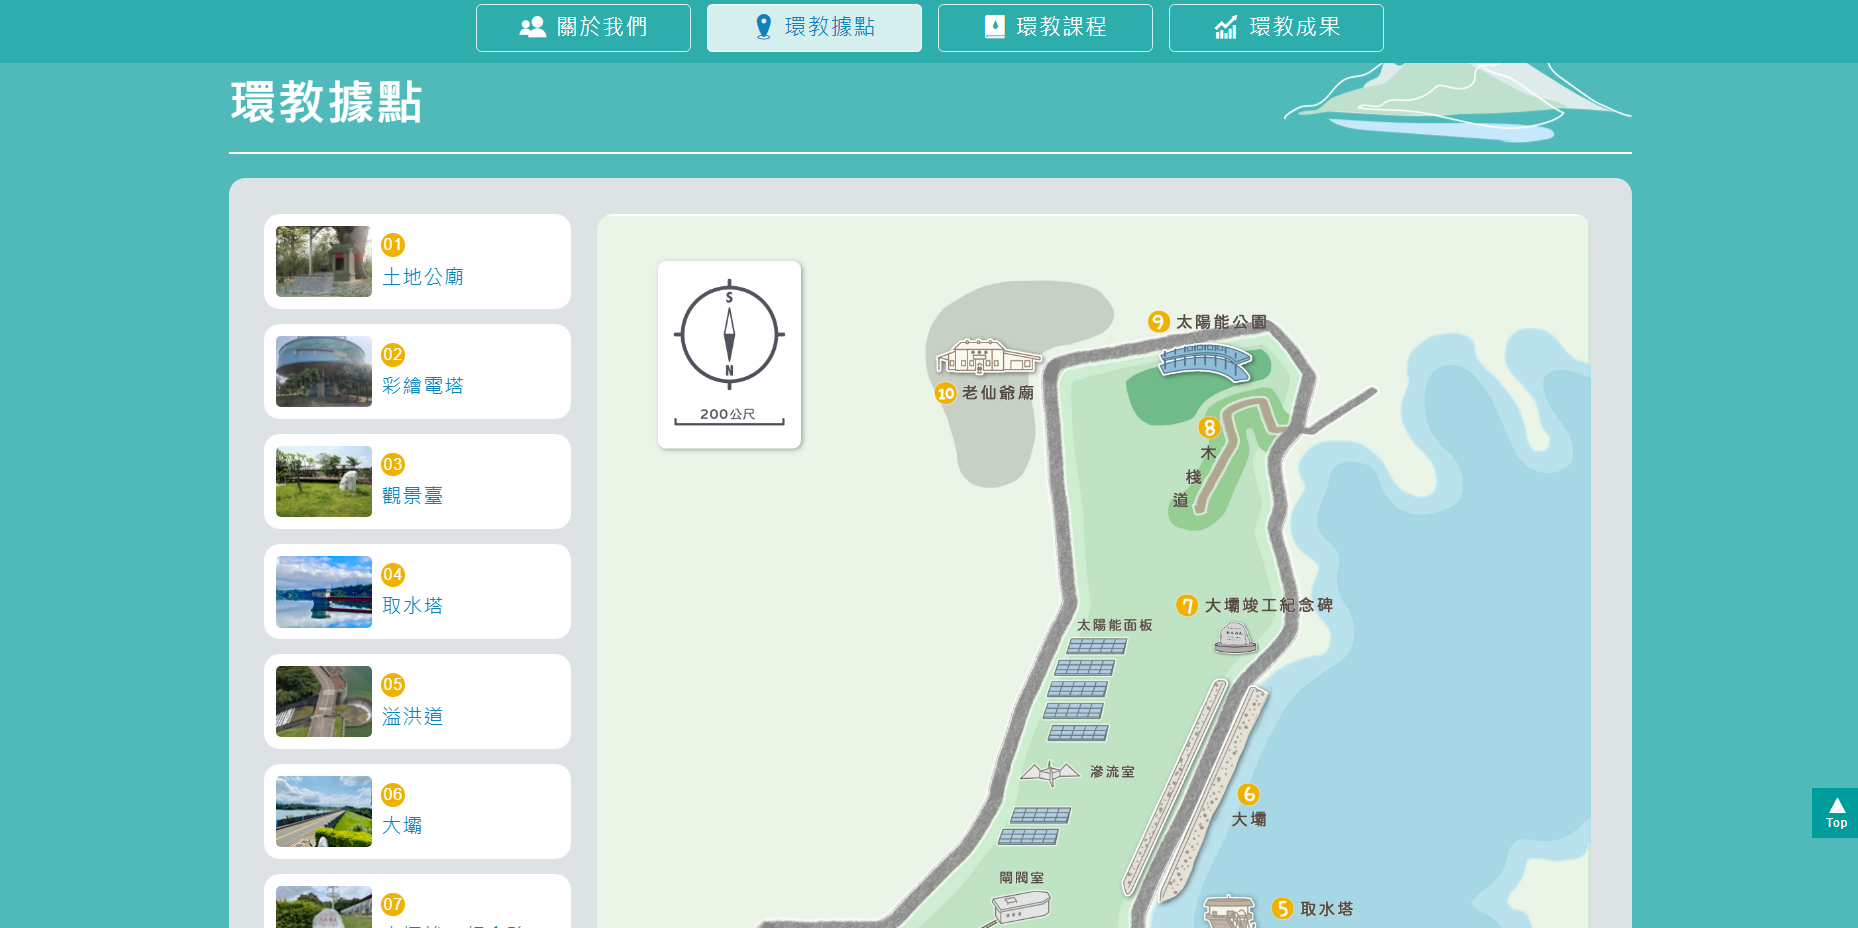 關於我們
環教據點
環教課程
環教成果
環教據點
01
土地公廟
02
彩繪電塔
03
觀景臺
04
取水塔
05
溢洪道
06
大壩
07
S
N
200公尺
9 太陽能公園
10 老仙爺廟
8
木
棧
道
7 大壩竣工紀念碑
太陽能面板
滲流室
6
大壩
閘閥室
5 取水塔
Top